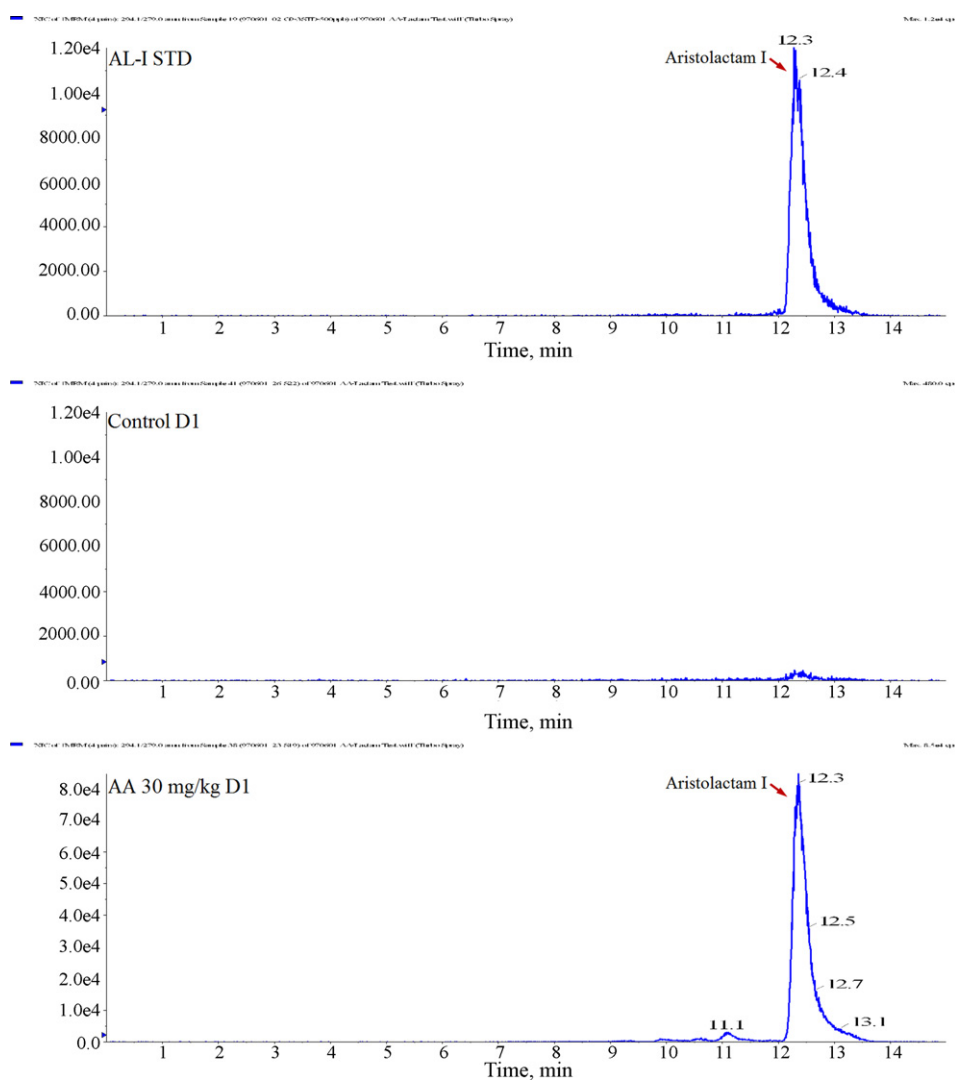 12.3
1.20e4
AL-I STD
Aristolactam I
12.4
1.00e4
8000.00
6000.00
4000.00
2000.00
0.00
1 2 3 4 5 6 7 8 9 10 11 12 13 14
Time, min
1.20e4
Control D1
1.00e4
8000.00
6000.00
4000.00
2000.00
0.00
1 2 3 4 5 6 7 8 9 10 11 12 13 14
Time, min
8.0e4
AA 30 mg/kg D1
Aristolactam I
12.3
7.0e4
6.0e4
5.0e4
4.0e4
12.5
3.0e4
2.0e4
12.7
1.0e4
11.1
13.1
0.0
1 2 3 4 5 6 7 8 9 10 11 12 13 14
Time, min